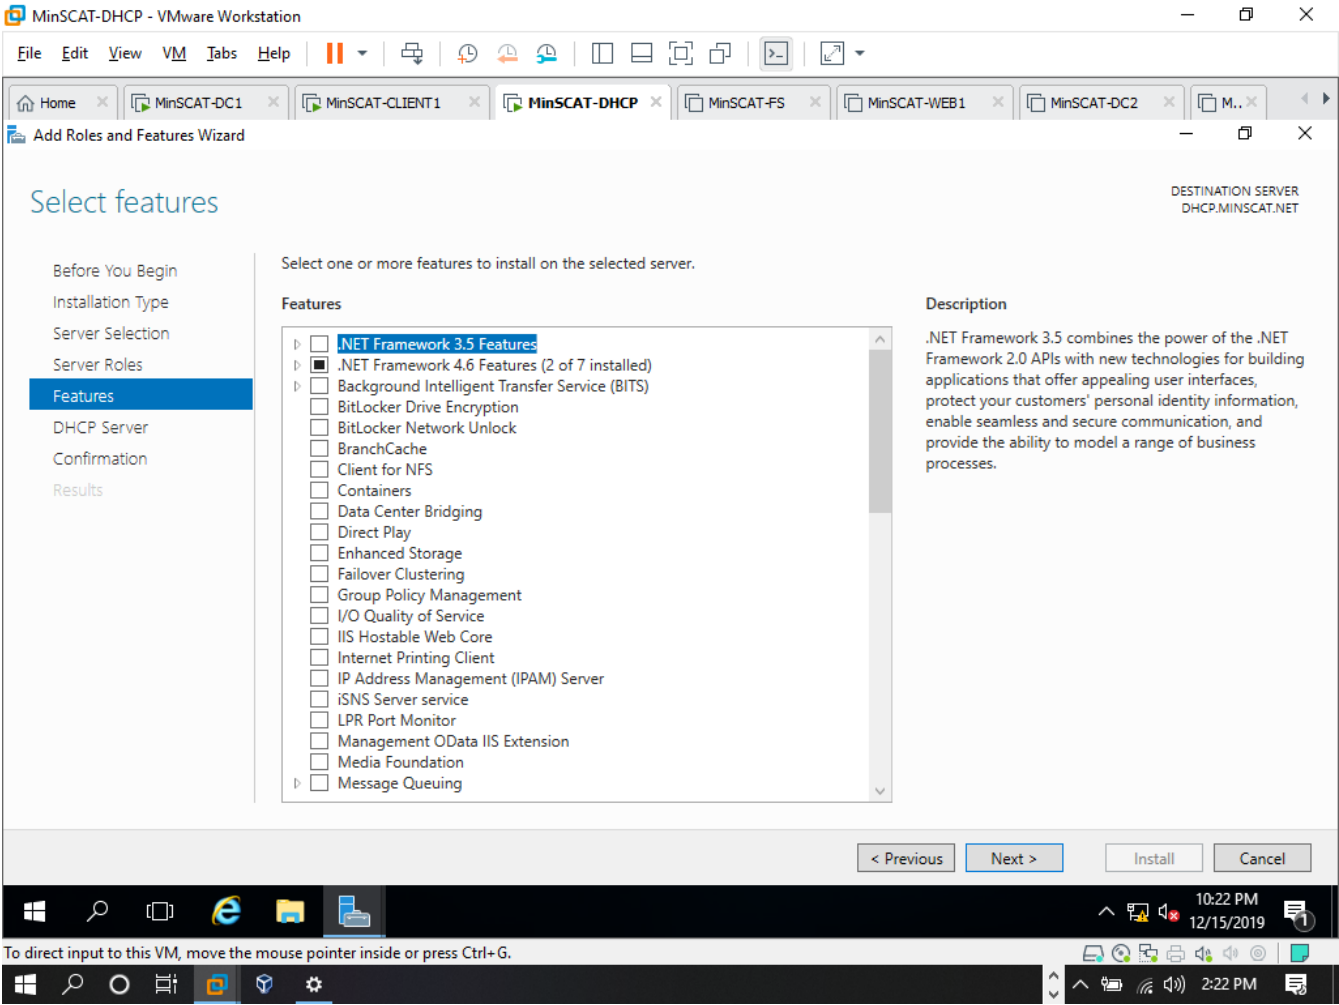 MinSCAT-DHCP - VMware Workstation
File Edit View VM Tabs Help
Home MinSCAT-DC1 MinSCAT-CLIENT1 MinSCAT-DHCP MinSCAT-FS MinSCAT-WEB1 MinSCAT-DC2 M..
Add Roles and Features Wizard
Select features
DESTINATION SERVER
DHCP.MINSCAT.NET
Before You Begin
Installation Type
Server Selection
Server Roles
Features
DHCP Server
Confirmation
Results
Select one or more features to install on the selected server.
Features
.NET Framework 3.5 Features
.NET Framework 4.6 Features (2 of 7 installed)
Background Intelligent Transfer Service (BITS)
BitLocker Drive Encryption
BitLocker Network Unlock
BranchCache
Client for NFS
Containers
Data Center Bridging
Direct Play
Enhanced Storage
Failover Clustering
Group Policy Management
I/O Quality of Service
IIS Hostable Web Core
Internet Printing Client
IP Address Management (IPAM) Server
iSNS Server service
LPR Port Monitor
Management OData IIS Extension
Media Foundation
Message Queuing
Description
.NET Framework 3.5 combines the power of the .NET
Framework 2.0 APIs with new technologies for building
applications that offer appealing user interfaces,
protect your customers' personal identity information,
enable seamless and secure communication, and
provide the ability to model a range of business
processes.
< Previous Next > Install Cancel
10:22 PM
12/15/2019
1
To direct input to this VM, move the mouse pointer inside or press Ctrl+G.
2:22 PM